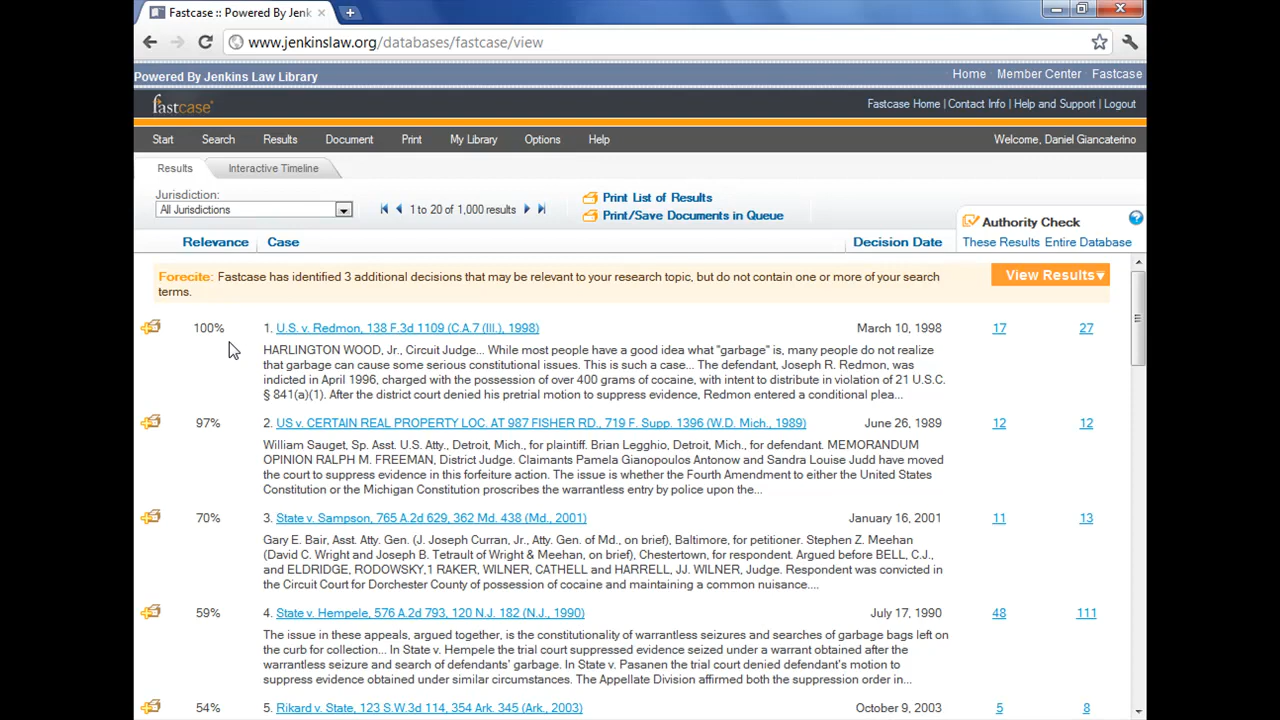 Fastcase :: Powered By Jenk
www.jenkinslaw.org/databases/fastcase/view
Powered By Jenkins Law Library
Home · Member Center · Fastcase
fastcase
Fastcase Home | Contact Info | Help and Support | Logout
Start Search Results Document Print My Library Options Help Welcome, Daniel Giancaterino
Results Interactive Timeline
Jurisdiction:
All Jurisdictions
1 to 20 of 1,000 results
Print List of Results
Print/Save Documents in Queue
Authority Check ?
Relevance Case Decision Date These Results Entire Database
Forecite: Fastcase has identified 3 additional decisions that may be relevant to your research topic, but do not contain one or more of your search
terms.
View Results
100% 1. U.S. v. Redmon, 138 F.3d 1109 (C.A.7 (Ill.), 1998) March 10, 1998 17 27
HARLINGTON WOOD, Jr., Circuit Judge... While most people have a good idea what "garbage" is, many people do not realize
that garbage can cause some serious constitutional issues. This is such a case... The defendant, Joseph R. Redmon, was
indicted in April 1996, charged with the possession of over 400 grams of cocaine, with intent to distribute in violation of 21 U.S.C.
§ 841(a)(1). After the district court denied his pretrial motion to suppress evidence, Redmon entered a conditional plea...
97% 2. US v. CERTAIN REAL PROPERTY LOC. AT 987 FISHER RD., 719 F. Supp. 1396 (W.D. Mich., 1989) June 26, 1989 12 12
William Sauget, Sp. Asst. U.S. Atty., Detroit, Mich., for plaintiff. Brian Legghio, Detroit, Mich., for defendant. MEMORANDUM
OPINION RALPH M. FREEMAN, District Judge. Claimants Pamela Gianopoulos Antonow and Sandra Louise Judd have moved
the court to suppress evidence in this forfeiture action. The issue is whether the Fourth Amendment to either the United States
Constitution or the Michigan Constitution proscribes the warrantless entry by police upon the...
70% 3. State v. Sampson, 765 A.2d 629, 362 Md. 438 (Md., 2001) January 16, 2001 11 13
Gary E. Bair, Asst. Atty. Gen. (J. Joseph Curran, Jr., Atty. Gen. of Md., on brief), Baltimore, for petitioner. Stephen Z. Meehan
(David C. Wright and Joseph B. Tetrault of Wright & Meehan, on brief), Chestertown, for respondent. Argued before BELL, C.J.,
and ELDRIDGE, RODOWSKY,1 RAKER, WILNER, CATHELL and HARRELL, JJ. WILNER, Judge. Respondent was convicted in
the Circuit Court for Dorchester County of possession of cocaine and maintaining a common nuisance....
59% 4. State v. Hempele, 576 A.2d 793, 120 N.J. 182 (N.J., 1990) July 17, 1990 48 111
The issue in these appeals, argued together, is the constitutionality of warrantless seizures and searches of garbage bags left on
the curb for collection... In State v. Hempele the trial court suppressed evidence seized under a warrant obtained after the
warrantless seizure and search of defendants' garbage. In State v. Pasanen the trial court denied defendant's motion to
suppress evidence obtained under similar circumstances. The Appellate Division affirmed both the suppression order in...
54% 5. Rikard v. State, 123 S.W.3d 114, 354 Ark. 345 (Ark., 2003) October 9, 2003 5 8